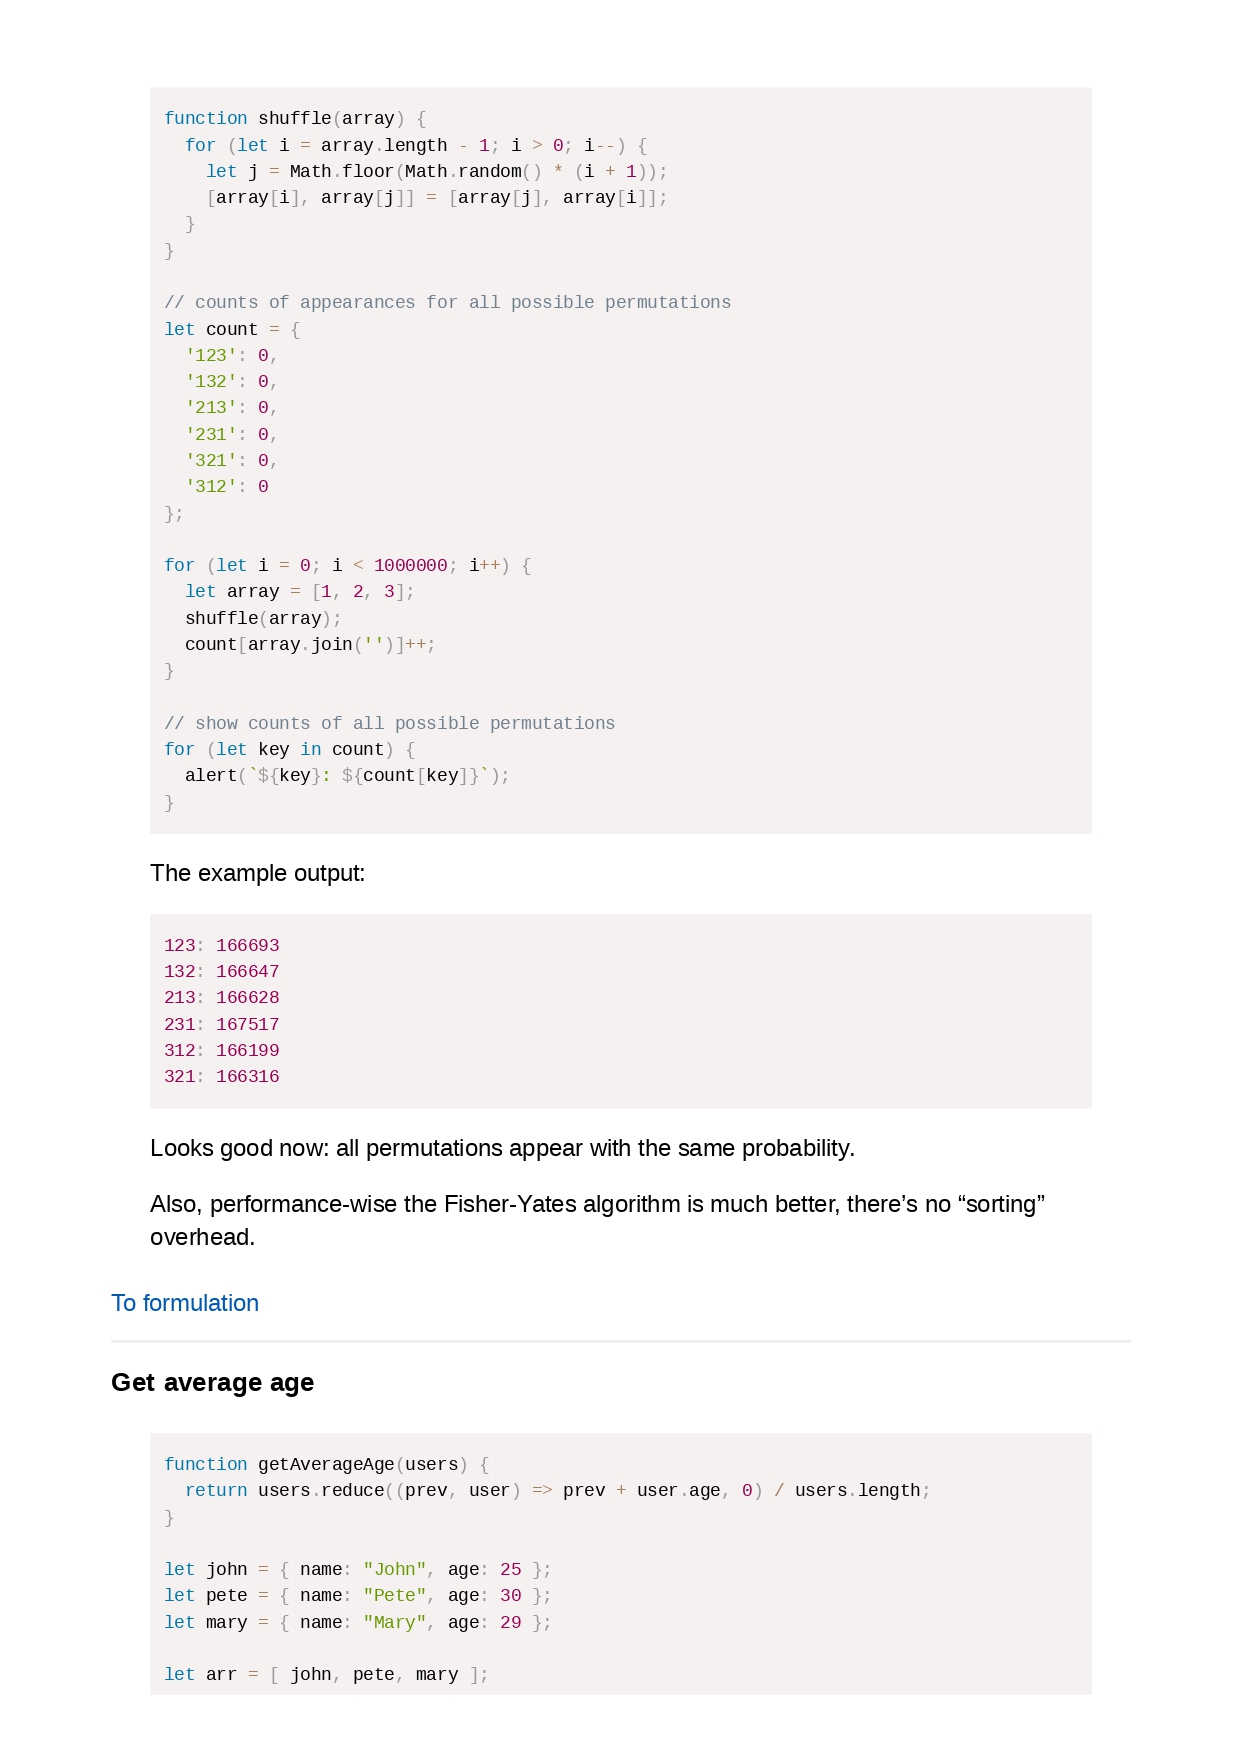 function shuffle(array) {
  for (let i = array.length - 1; i > 0; i--) {
    let j = Math.floor(Math.random() * (i + 1));
    [array[i], array[j]] = [array[j], array[i]];
  }
}

// counts of appearances for all possible permutations
let count = {
  '123': 0,
  '132': 0,
  '213': 0,
  '231': 0,
  '321': 0,
  '312': 0
};

for (let i = 0; i < 1000000; i++) {
  let array = [1, 2, 3];
  shuffle(array);
  count[array.join('')]++;
}

// show counts of all possible permutations
for (let key in count) {
  alert(`${key}: ${count[key]}`);
}
The example output:
123: 166693
132: 166647
213: 166628
231: 167517
312: 166199
321: 166316
Looks good now: all permutations appear with the same probability.
Also, performance-wise the Fisher-Yates algorithm is much better, there’s no “sorting”
overhead.
To formulation
Get average age
function getAverageAge(users) {
  return users.reduce((prev, user) => prev + user.age, 0) / users.length;
}

let john = { name: "John", age: 25 };
let pete = { name: "Pete", age: 30 };
let mary = { name: "Mary", age: 29 };

let arr = [ john, pete, mary ];